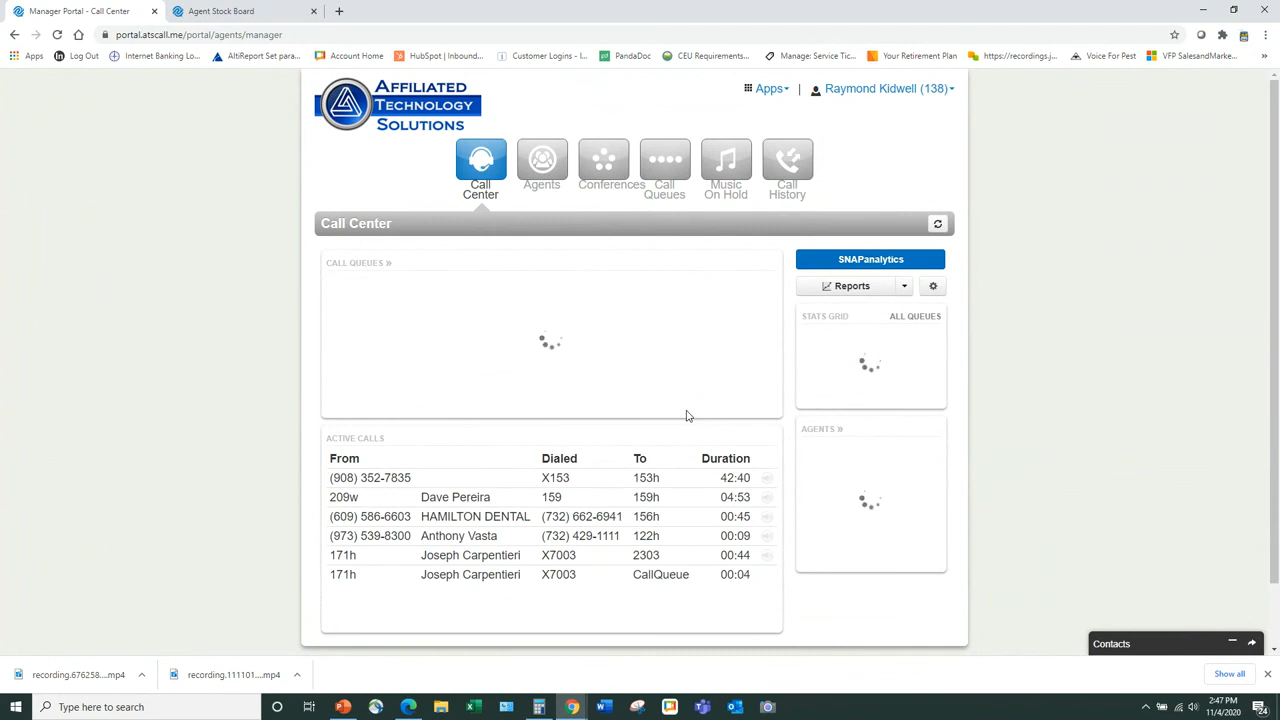 Manager Portal - Call Center
Agent Stock Board
portal.atscall.me/portal/agents/manager
Apps
Log Out
Internet Banking Lo...
AltiReport Set para...
Account Home
HubSpot | Inbound...
Customer Logins - I...
PandaDoc
CEU Requirements...
Manage: Service Tic...
Your Retirement Plan
https://recordings.j...
Voice For Pest
VFP SalesandMarke...
AFFILIATED
TECHNOLOGY
SOLUTIONS
Apps
Raymond Kidwell (138)
Call Center
Agents
Conferences
Call Queues
Music On Hold
Call History
Call Center
CALL QUEUES »
SNAPanalytics
Reports
STATS GRID ALL QUEUES
ACTIVE CALLS
AGENTS »
From Dialed To Duration
(908) 352-7835 X153 153h 42:40
209w Dave Pereira 159 159h 04:53
(609) 586-6603 HAMILTON DENTAL (732) 662-6941 156h 00:45
(973) 539-8300 Anthony Vasta (732) 429-1111 122h 00:09
171h Joseph Carpentieri X7003 2303 00:44
171h Joseph Carpentieri X7003 CallQueue 00:04
Contacts
recording.676258....mp4
recording.111101....mp4
Show all
Type here to search
2:47 PM
11/4/2020
24